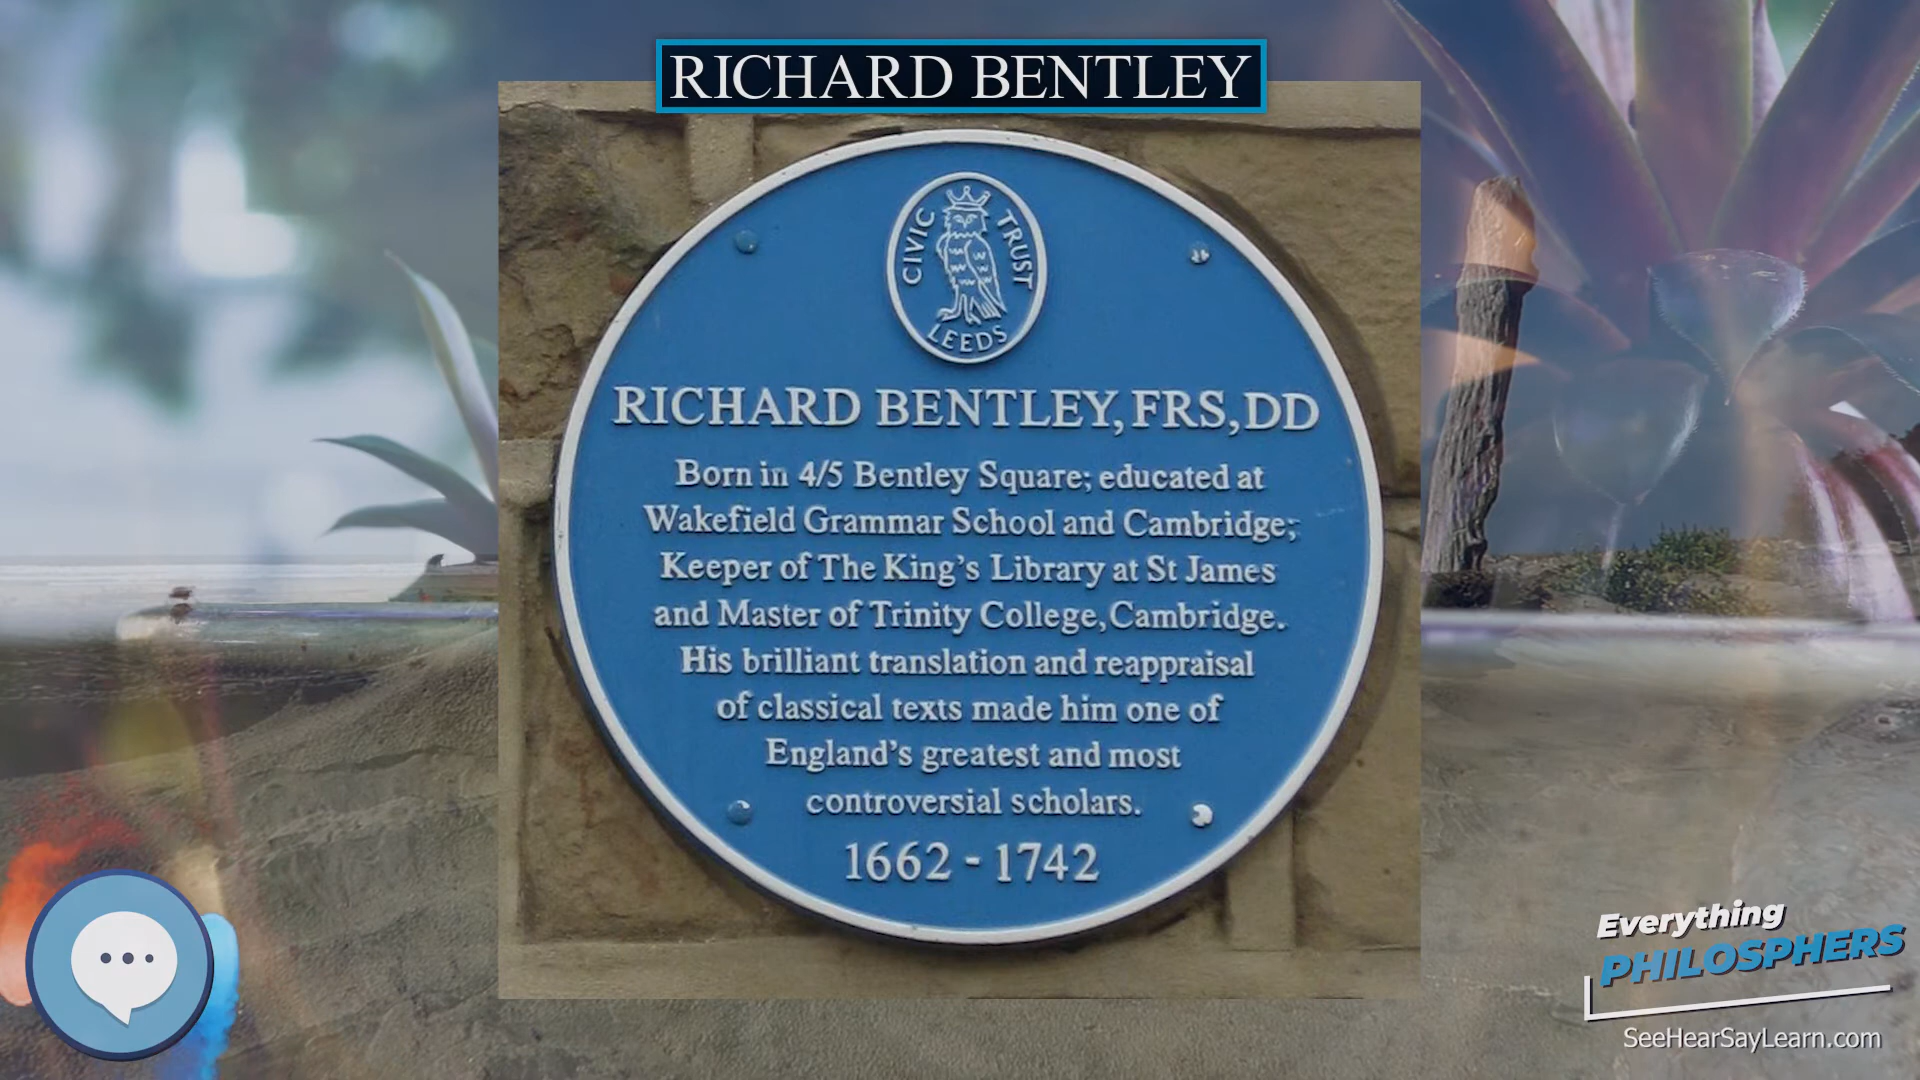 RICHARD BENTLEY
CIVIC TRUST
LEEDS
RICHARD BENTLEY, FRS, DD
Born in 4/5 Bentley Square; educated at
Wakefield Grammar School and Cambridge;
Keeper of The King's Library at St James
and Master of Trinity College, Cambridge.
His brilliant translation and reappraisal
of classical texts made him one of
England's greatest and most
controversial scholars.
1662 - 1742
Everything
PHILOSPHERS
SeeHearSayLearn.com